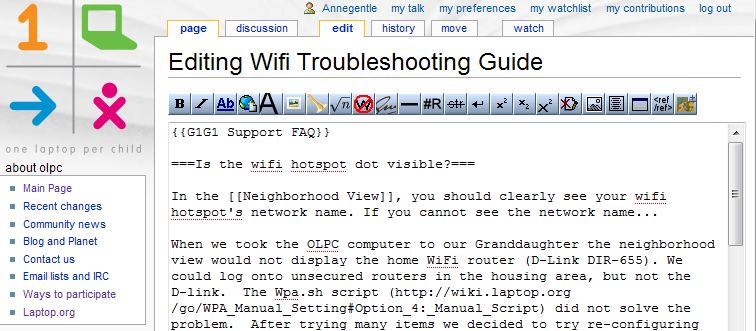 Annegentle my talk my preferences my watchlist my contributions log out
page discussion edit history move watch
1
Editing Wifi Troubleshooting Guide
B I Ab A √n W #R str x² x₂ x² <ref/ref>
{{G1G1 Support FAQ}}
===Is the wifi hotspot dot visible?===
In the [[Neighborhood View]], you should clearly see your wifi
hotspot's network name. If you cannot see the network name...
When we took the OLPC computer to our Granddaughter the neighborhood
view would not display the home WiFi router (D-Link DIR-655). We
could log onto unsecured routers in the housing area, but not the
D-link. The Wpa.sh script (http://wiki.laptop.org
/go/WPA_Manual_Setting#Option_4:_Manual_Script) did not solve the
problem. After trying many items we decided to try re-configuring
one laptop per child
about olpc
Main Page
Recent changes
Community news
Blog and Planet
Contact us
Email lists and IRC
Ways to participate
Laptop.org